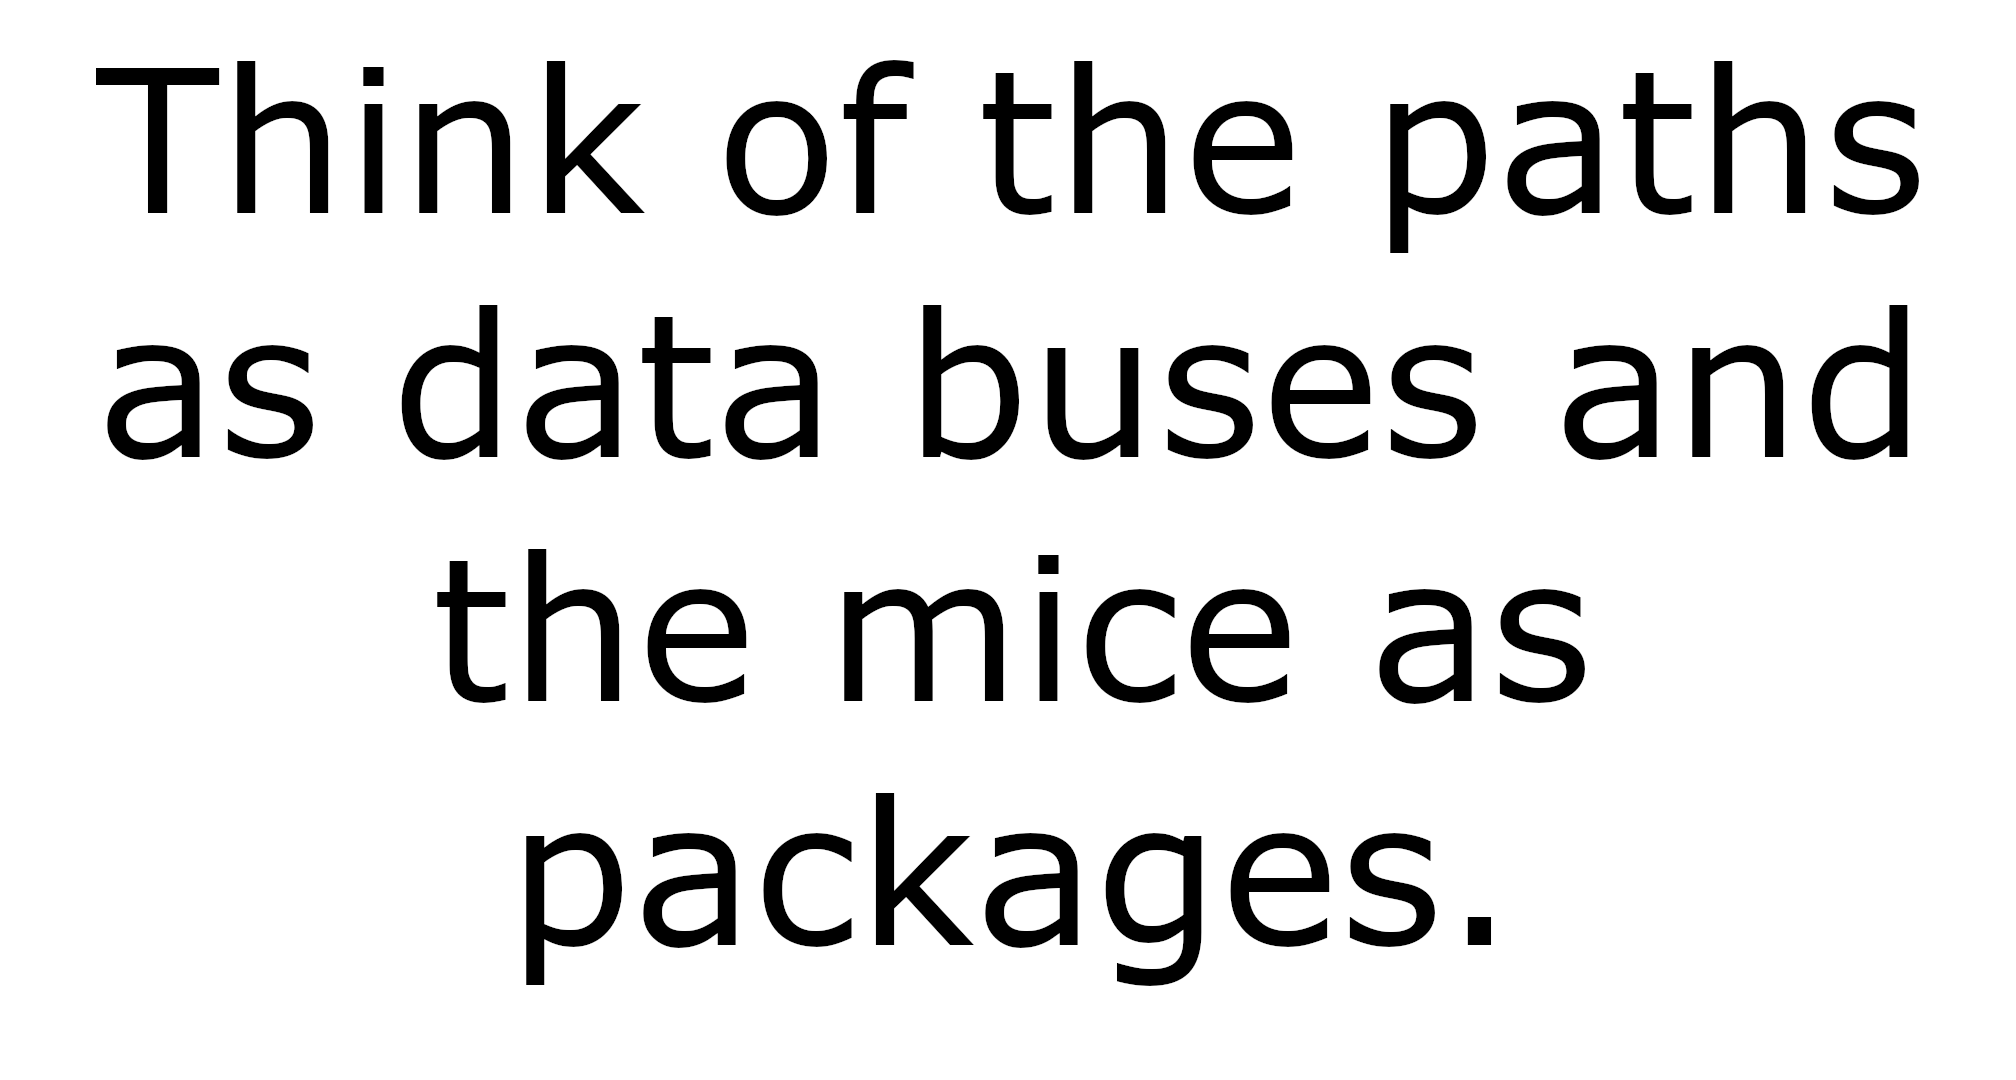 Think of the paths
as data buses and
the mice as
packages.